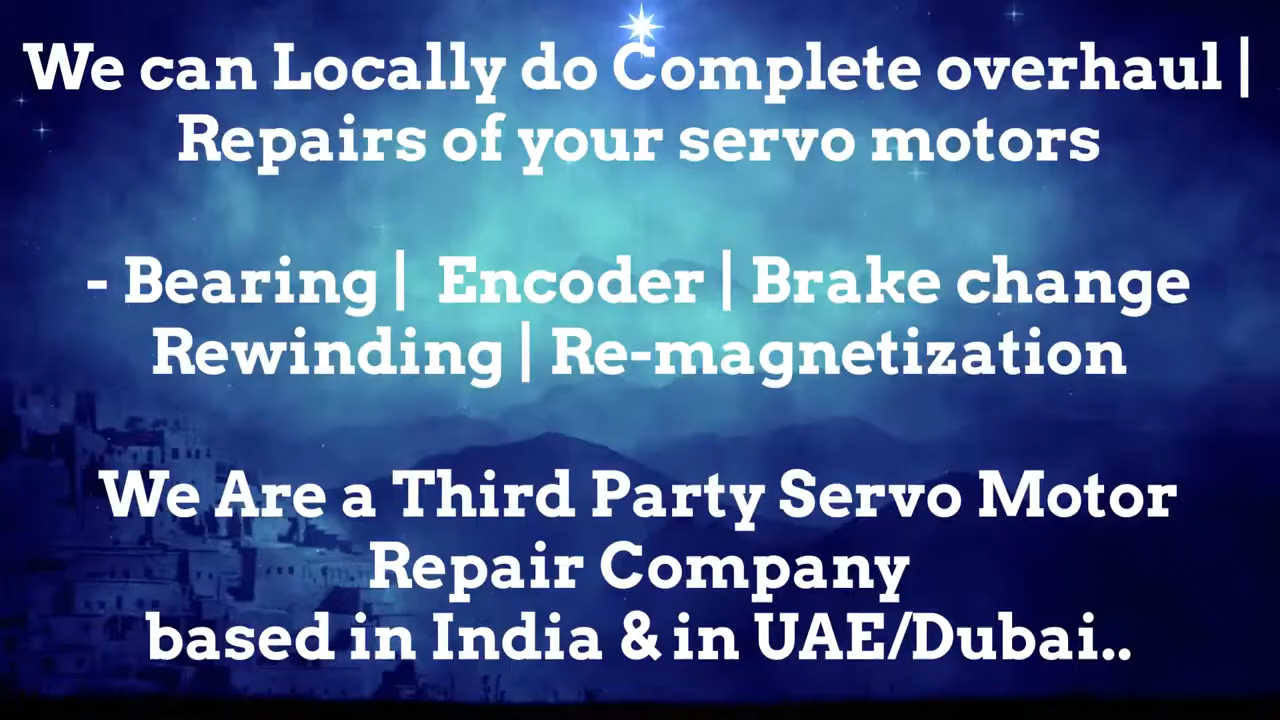 We can Locally do Complete overhaul |
Repairs of your servo motors
- Bearing |  Encoder | Brake change
Rewinding | Re-magnetization
We Are a Third Party Servo Motor
Repair Company
based in India & in UAE/Dubai..